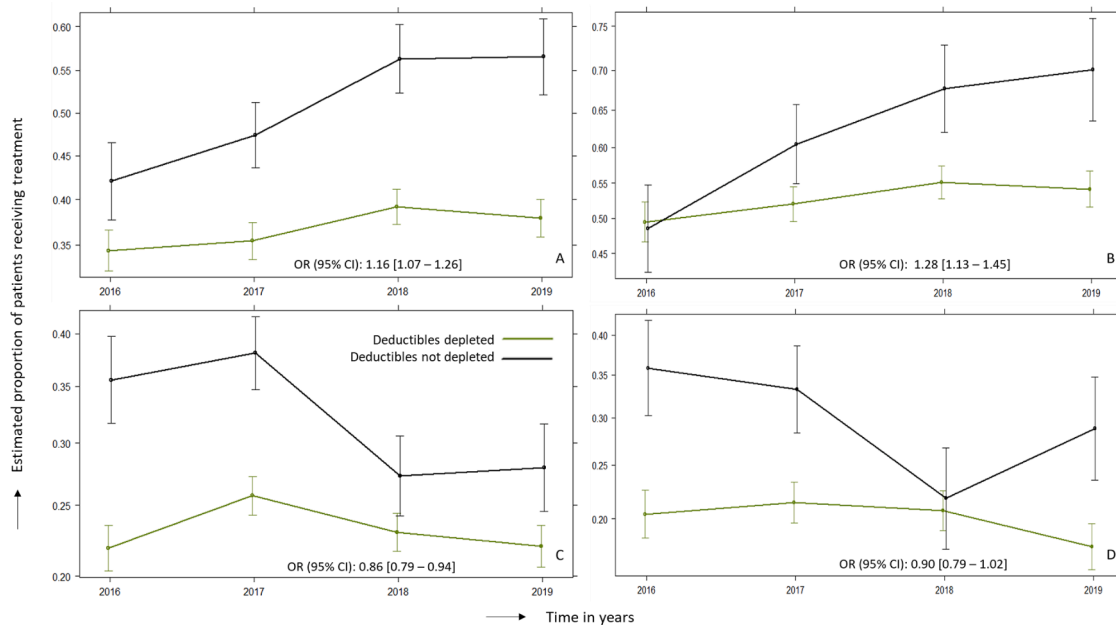 Estimated proportion of patients receiving treatment
0.60
0.55
0.50
0.45
0.40
0.35
OR (95% CI): 1.16 [1.07 – 1.26]
A
2016 2017 2018 2019
0.75
0.70
0.65
0.60
0.55
0.50
0.45
OR (95% CI): 1.28 [1.13 – 1.45]
B
2016 2017 2018 2019
0.40
0.35
0.30
0.25
0.20
Deductibles depleted
Deductibles not depleted
OR (95% CI): 0.86 [0.79 – 0.94]
C
2016 2017 2018 2019
0.40
0.35
0.30
0.25
0.20
OR (95% CI): 0.90 [0.79 – 1.02]
D
2016 2017 2018 2019
Time in years